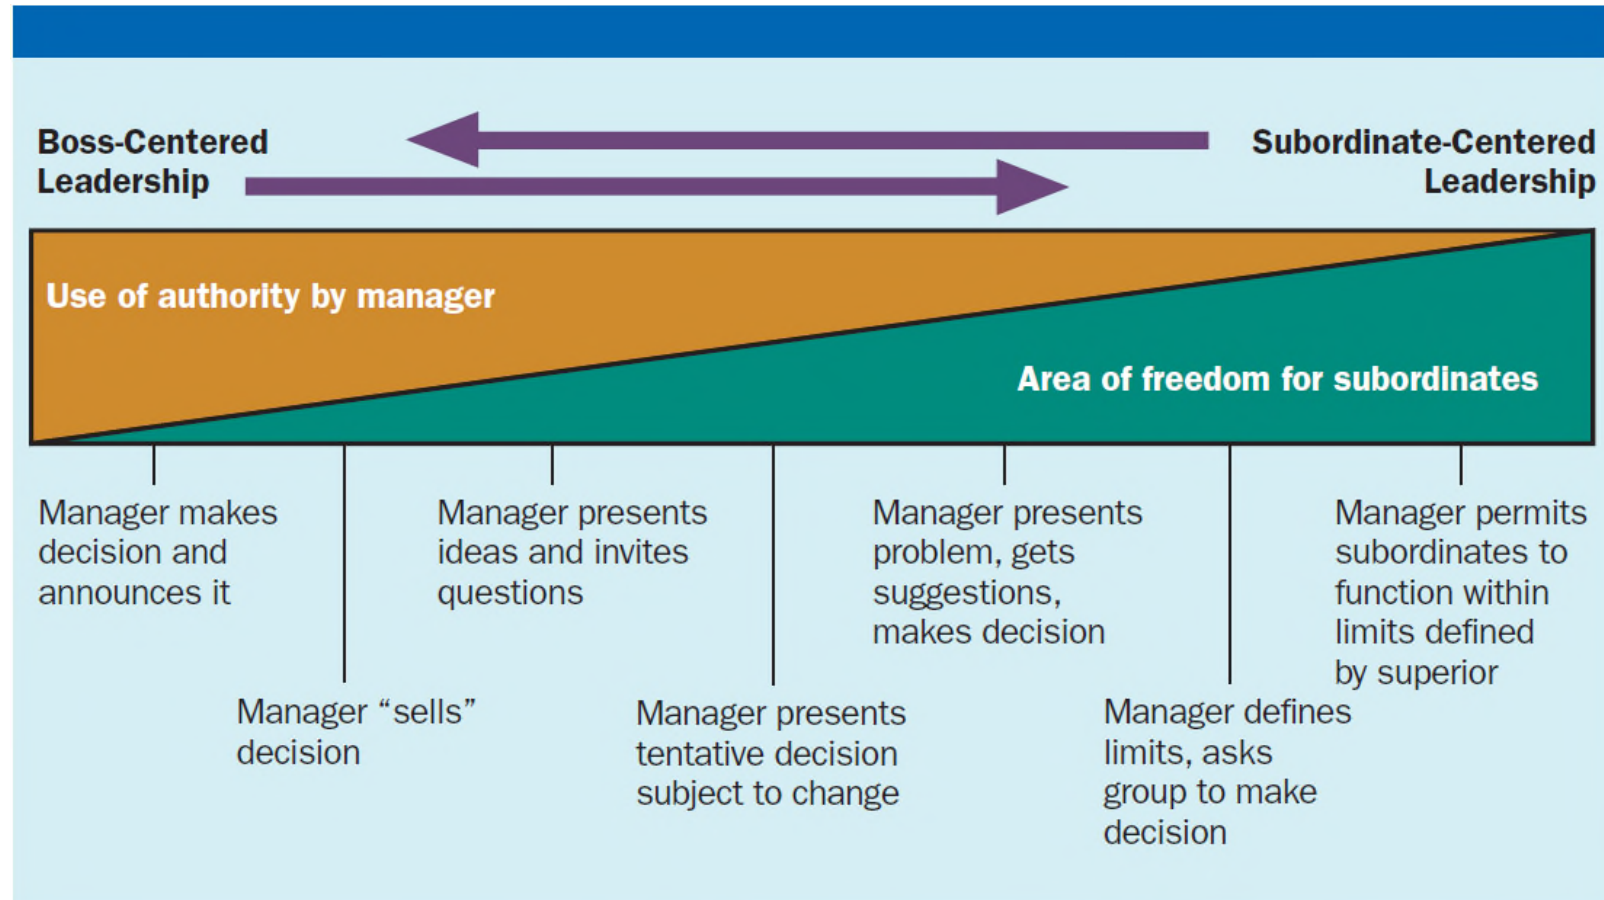 Boss-Centered
Leadership
Subordinate-Centered
Leadership
Use of authority by manager
Area of freedom for subordinates
Manager makes
decision and
announces it
Manager “sells”
decision
Manager presents
ideas and invites
questions
Manager presents
tentative decision
subject to change
Manager presents
problem, gets
suggestions,
makes decision
Manager defines
limits, asks
group to make
decision
Manager permits
subordinates to
function within
limits defined
by superior